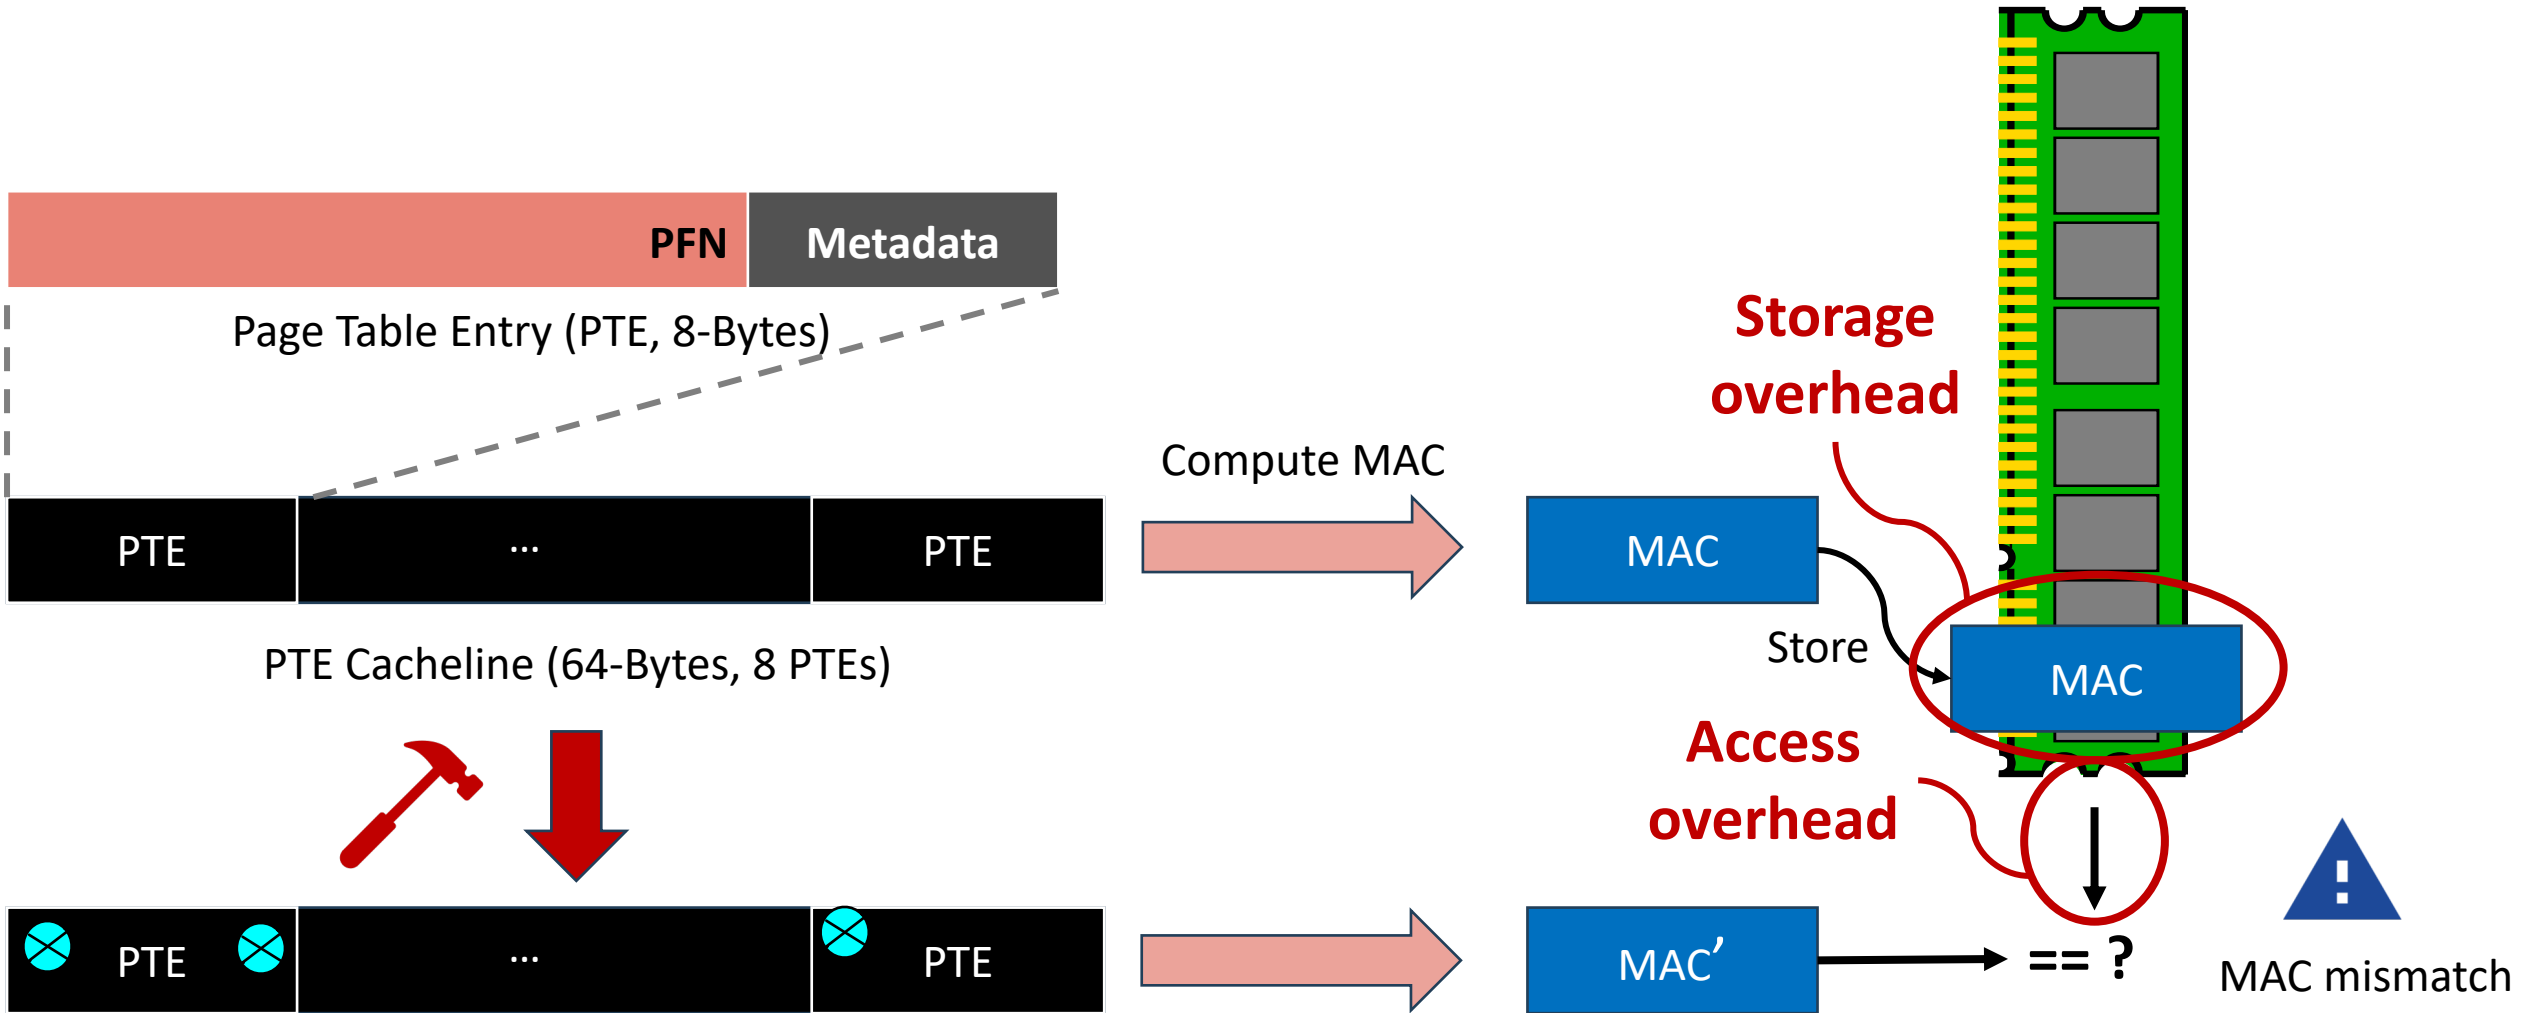 PFN
Metadata
Page Table Entry (PTE, 8-Bytes)
Storage
overhead
Compute MAC
PTE
...
PTE
MAC
Store
MAC
PTE Cacheline (64-Bytes, 8 PTEs)
Access
overhead
PTE
...
PTE
MAC′
== ?
MAC mismatch